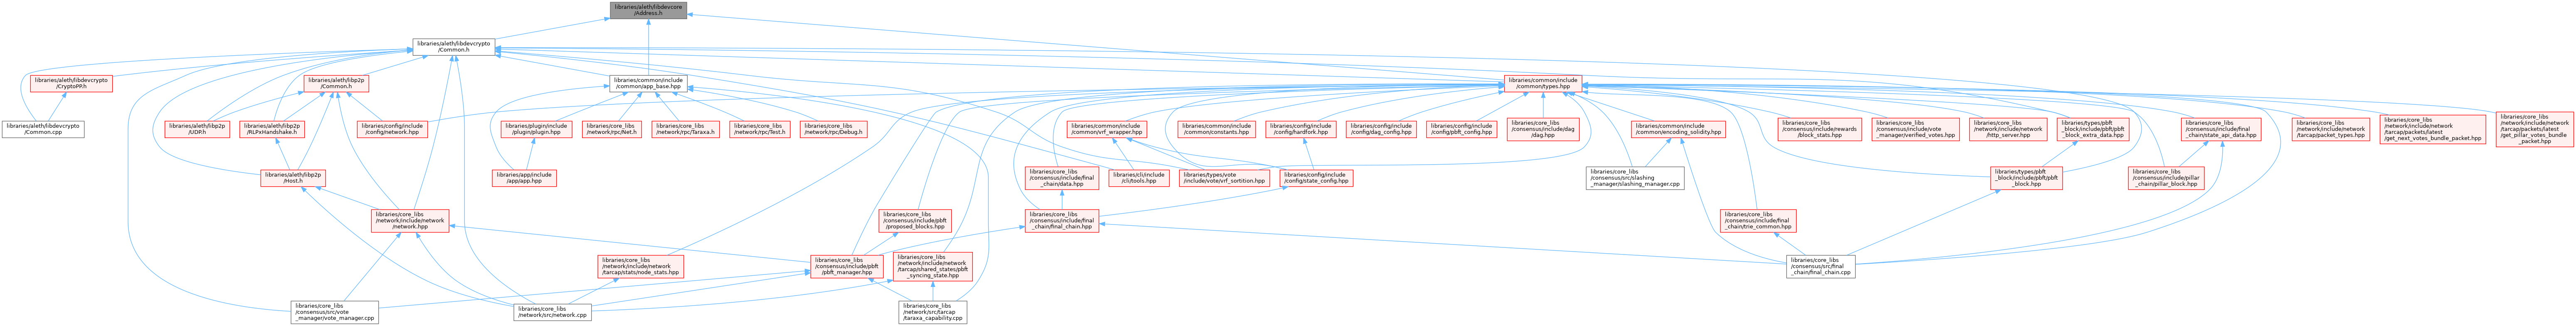 libraries/aleth/libdevcore
/Address.h
libraries/aleth/libdevcrypto
/Common.h
libraries/aleth/libdevcrypto
/CryptoPP.h
libraries/aleth/libp2p
/Common.h
libraries/common/include
/common/app_base.hpp
libraries/common/include
/common/types.hpp
libraries/aleth/libdevcrypto
/Common.cpp
libraries/aleth/libp2p
/UDP.h
libraries/aleth/libp2p
/RLPxHandshake.h
libraries/config/include
/config/network.hpp
libraries/plugin/include
/plugin/plugin.hpp
libraries/core_libs
/network/rpc/Net.h
libraries/core_libs
/network/rpc/Taraxa.h
libraries/core_libs
/network/rpc/Test.h
libraries/core_libs
/network/rpc/Debug.h
libraries/common/include
/common/vrf_wrapper.hpp
libraries/common/include
/common/constants.hpp
libraries/config/include
/config/hardfork.hpp
libraries/config/include
/config/dag_config.hpp
libraries/config/include
/config/pbft_config.hpp
libraries/core_libs
/consensus/include/dag
/dag.hpp
libraries/common/include
/common/encoding_solidity.hpp
libraries/core_libs
/consensus/include/rewards
/block_stats.hpp
libraries/core_libs
/consensus/include/vote
_manager/verified_votes.hpp
libraries/core_libs
/network/include/network
/http_server.hpp
libraries/types/pbft
_block/include/pbft/pbft
_block_extra_data.hpp
libraries/core_libs
/consensus/include/final
_chain/state_api_data.hpp
libraries/core_libs
/network/include/network
/tarcap/packet_types.hpp
libraries/core_libs
/network/include/network
/tarcap/packets/latest
/get_next_votes_bundle_packet.hpp
libraries/core_libs
/network/include/network
/tarcap/packets/latest
/get_pillar_votes_bundle
_packet.hpp
libraries/aleth/libp2p
/Host.h
libraries/app/include
/app/app.hpp
libraries/core_libs
/consensus/include/final
_chain/data.hpp
libraries/cli/include
/cli/tools.hpp
libraries/types/vote
/include/vote/vrf_sortition.hpp
libraries/config/include
/config/state_config.hpp
libraries/core_libs
/consensus/src/slashing
_manager/slashing_manager.cpp
libraries/types/pbft
_block/include/pbft/pbft
_block.hpp
libraries/core_libs
/consensus/include/pillar
_chain/pillar_block.hpp
libraries/core_libs
/network/include/network
/network.hpp
libraries/core_libs
/consensus/include/pbft
/proposed_blocks.hpp
libraries/core_libs
/consensus/include/final
_chain/final_chain.hpp
libraries/core_libs
/consensus/include/final
_chain/trie_common.hpp
libraries/core_libs
/network/include/network
/tarcap/stats/node_stats.hpp
libraries/core_libs
/consensus/include/pbft
/pbft_manager.hpp
libraries/core_libs
/network/include/network
/tarcap/shared_states/pbft
_syncing_state.hpp
libraries/core_libs
/consensus/src/final
_chain/final_chain.cpp
libraries/core_libs
/consensus/src/vote
_manager/vote_manager.cpp
libraries/core_libs
/network/src/network.cpp
libraries/core_libs
/network/src/tarcap
/taraxa_capability.cpp